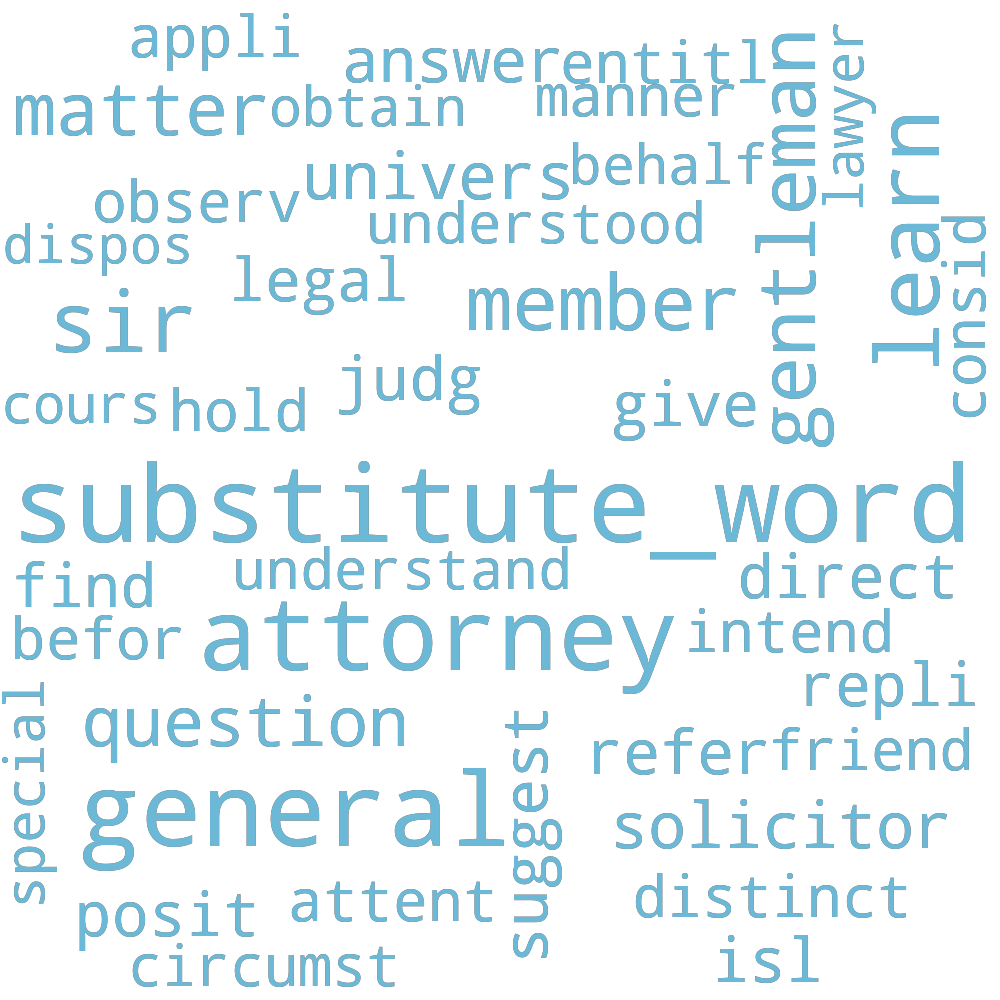 appli
answer entitl
matter obtain manner
gentleman
lawyer
learn
univers behalf
observ understood
dispos
legal
consid
sir member
judg
cours hold give
substitute_word
find understand direct
befor attorney intend
repli
special
question
suggest
refer friend
general
solicitor
posit attent distinct
circumst isl